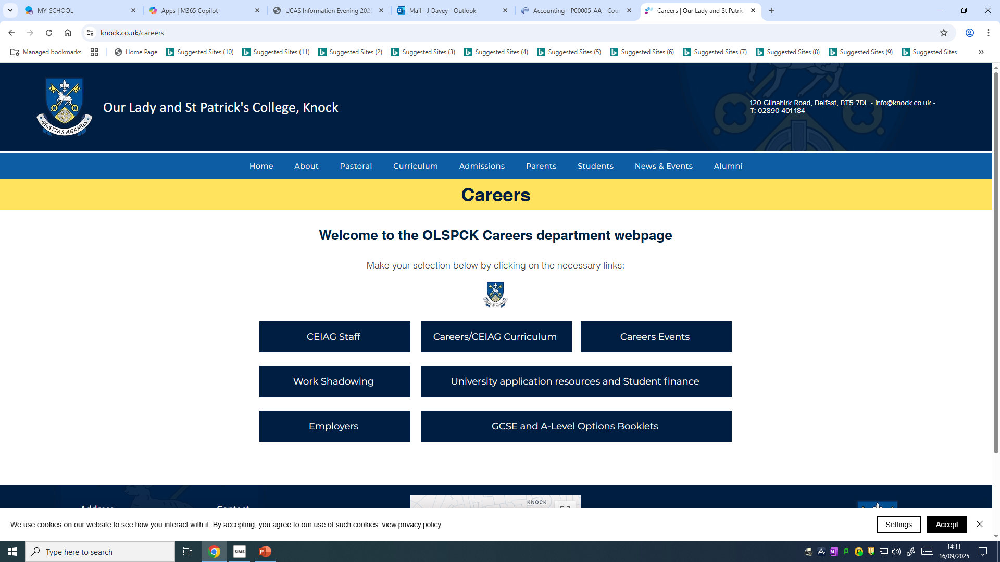 MY-SCHOOL
Apps | M365 Copilot
UCAS Information Evening 2025
Mail - J Davey - Outlook
Accounting - P00005-AA - Cou
Careers | Our Lady and St Patric
knock.co.uk/careers
Managed bookmarks
Home Page
Suggested Sites (10)
Suggested Sites (11)
Suggested Sites (2)
Suggested Sites (3)
Suggested Sites (4)
Suggested Sites (5)
Suggested Sites (6)
Suggested Sites (7)
Suggested Sites (8)
Suggested Sites (9)
Suggested Sites
GRATIAS AGAMUS
Our Lady and St Patrick's College, Knock
120 Gilnahirk Road, Belfast, BT5 7DL - info@knock.co.uk -
T: 02890 401 184
Home About Pastoral Curriculum Admissions Parents Students News & Events Alumni
Careers
Welcome to the OLSPCK Careers department webpage
Make your selection below by clicking on the necessary links:
GRATIAS AGAMUS
CEIAG Staff
Careers/CEIAG Curriculum
Careers Events
Work Shadowing
University application resources and Student finance
Employers
GCSE and A-Level Options Booklets
Address
Contact
KNOCK
We use cookies on our website to see how you interact with it. By accepting, you agree to our use of such cookies. view privacy policy
Settings
Accept
Type here to search
SIMS
14:11
16/09/2025